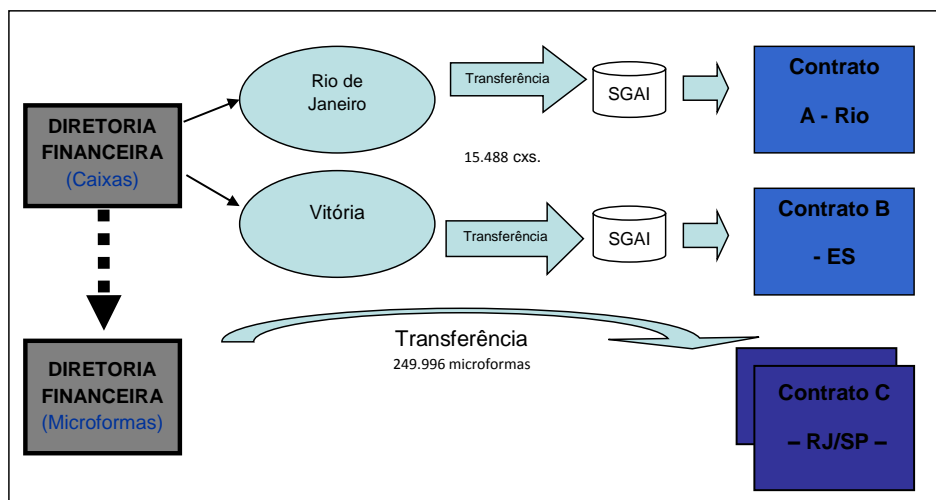 DIRETORIA
FINANCEIRA
(Caixas)
Rio de
Janeiro
Transferência
SGAI
Contrato
A - Rio
15.488 cxs.
Vitória
Transferência
SGAI
Contrato B
- ES
Transferência
249.996 microformas
DIRETORIA
FINANCEIRA
(Microformas)
Contrato C
– RJ/SP –